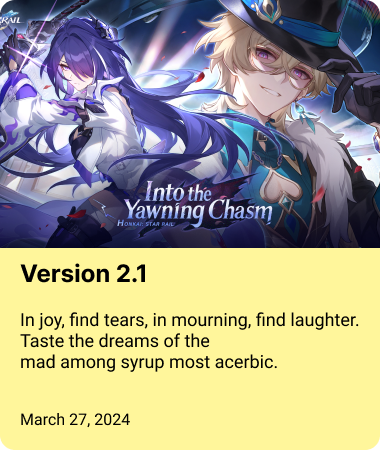 RAIL
Into the
Yawning Chasm
HONKAI: STAR RAIL
Version 2.1
In joy, find tears, in mourning, find laughter.
Taste the dreams of the
mad among syrup most acerbic.
March 27, 2024